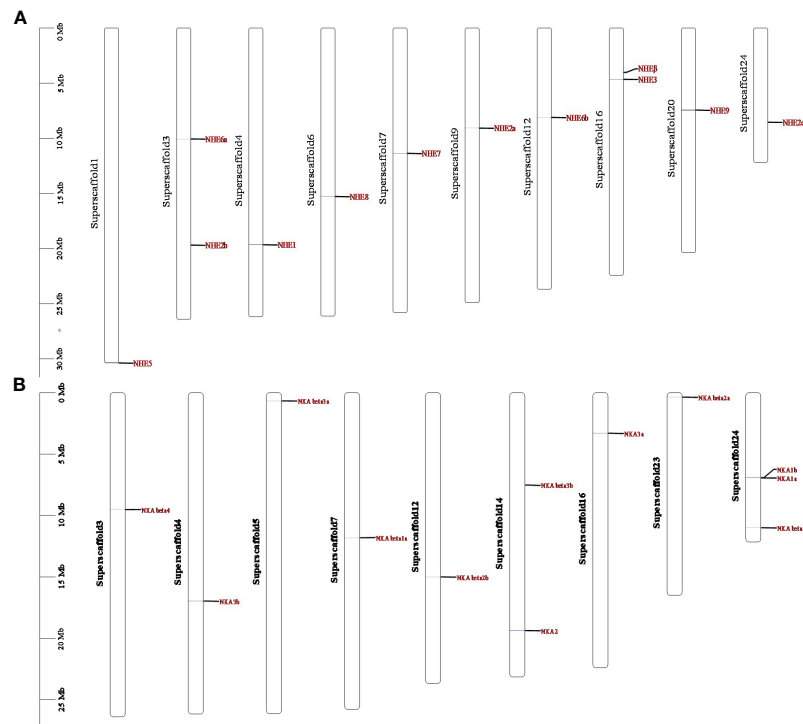 A
0 Mb
5 Mb
10 Mb
15 Mb
20 Mb
25 Mb
30 Mb
Superscaffold1
NHE5
Superscaffold3
NHE6a
NHE2b
Superscaffold4
NHE1
Superscaffold6
NHE8
Superscaffold7
NHE7
Superscaffold9
NHE2a
Superscaffold12
NHE6b
Superscaffold16
NHEβ
NHE3
Superscaffold20
NHE9
Superscaffold24
B
0 Mb
5 Mb
10 Mb
15 Mb
20 Mb
25 Mb
Superscaffold3
NKA beta4
Superscaffold4
NKA3b
Superscaffold5
NKA beta3a
Superscaffold7
NKA beta1a
Superscaffold12
NKA beta2b
Superscaffold14
NKA beta3b
NKA2
Superscaffold16
NKA3a
Superscaffold23
NKA beta2a
Superscaffold24
NKA1b
NKA1a
NKA beta